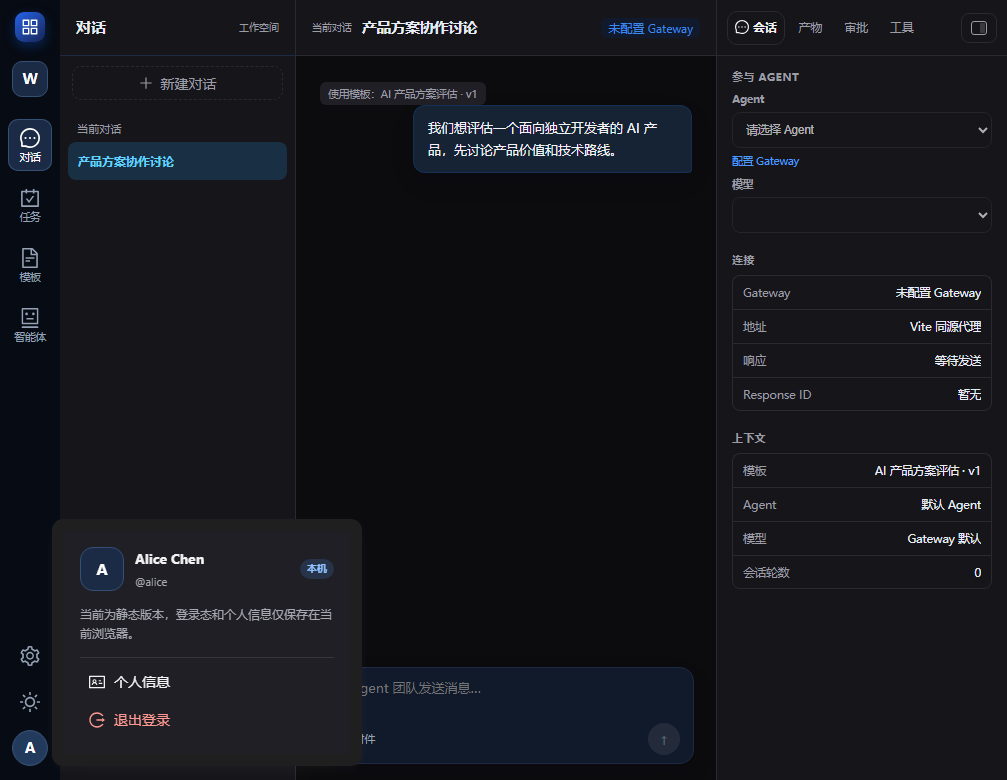 W
对话
任务
模板
智能体
A
对话
工作空间
新建对话
当前对话
产品方案协作讨论
当前对话
产品方案协作讨论
未配置 Gateway
使用模板：AI 产品方案评估 · v1
我们想评估一个面向独立开发者的 AI 产
品，先讨论产品价值和技术路线。
gent 团队发送消息...
件
↑
A
Alice Chen
@alice
本机
当前为静态版本，登录态和个人信息仅保存在当
前浏览器。
个人信息
退出登录
会话
产物
审批
工具
参与 AGENT
Agent
请选择 Agent
配置 Gateway
模型
连接
Gateway
未配置 Gateway
地址
Vite 同源代理
响应
等待发送
Response ID
暂无
上下文
模板
AI 产品方案评估 · v1
Agent
默认 Agent
模型
Gateway 默认
会话轮数
0